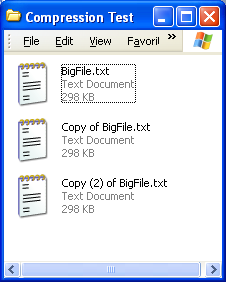 Compression Test
File Edit View Favori »
BigFile.txt
Text Document
298 KB
Copy of BigFile.txt
Text Document
298 KB
Copy (2) of BigFile.txt
Text Document
298 KB